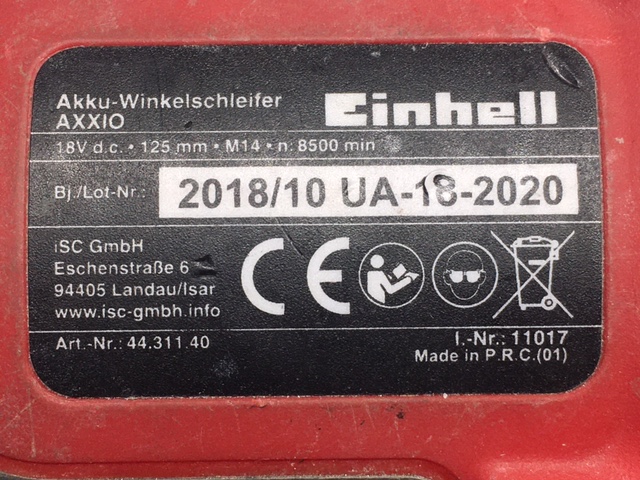 Akku-Winkelschleifer
AXXIO
Einhell
18V d.c. • 125 mm • M14 • n: 8500 min
Bj./Lot-Nr.: 2018/10 UA-18-2020
iSC GmbH
Eschenstraße 6
94405 Landau/Isar
www.isc-gmbh.info
CE
Art.-Nr.: 44.311.40
I.-Nr.: 11017
Made in P.R.C.(01)